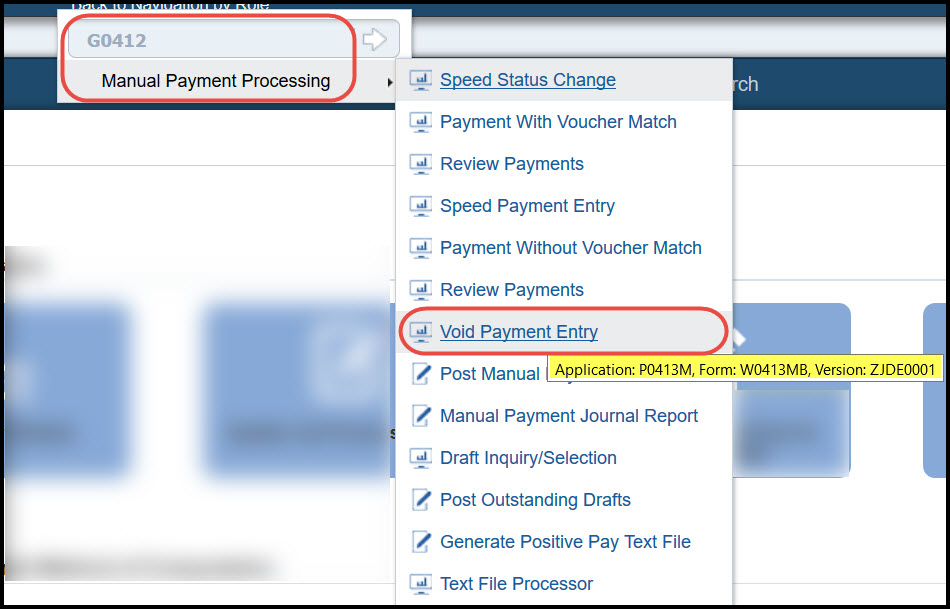 Back to Navigation by Role
G0412
Manual Payment Processing
rch
Speed Status Change
Payment With Voucher Match
Review Payments
Speed Payment Entry
Payment Without Voucher Match
Review Payments
Void Payment Entry
Application: P0413M, Form: W0413MB, Version: ZJDE0001
Post Manual
Manual Payment Journal Report
Draft Inquiry/Selection
Post Outstanding Drafts
Generate Positive Pay Text File
Text File Processor